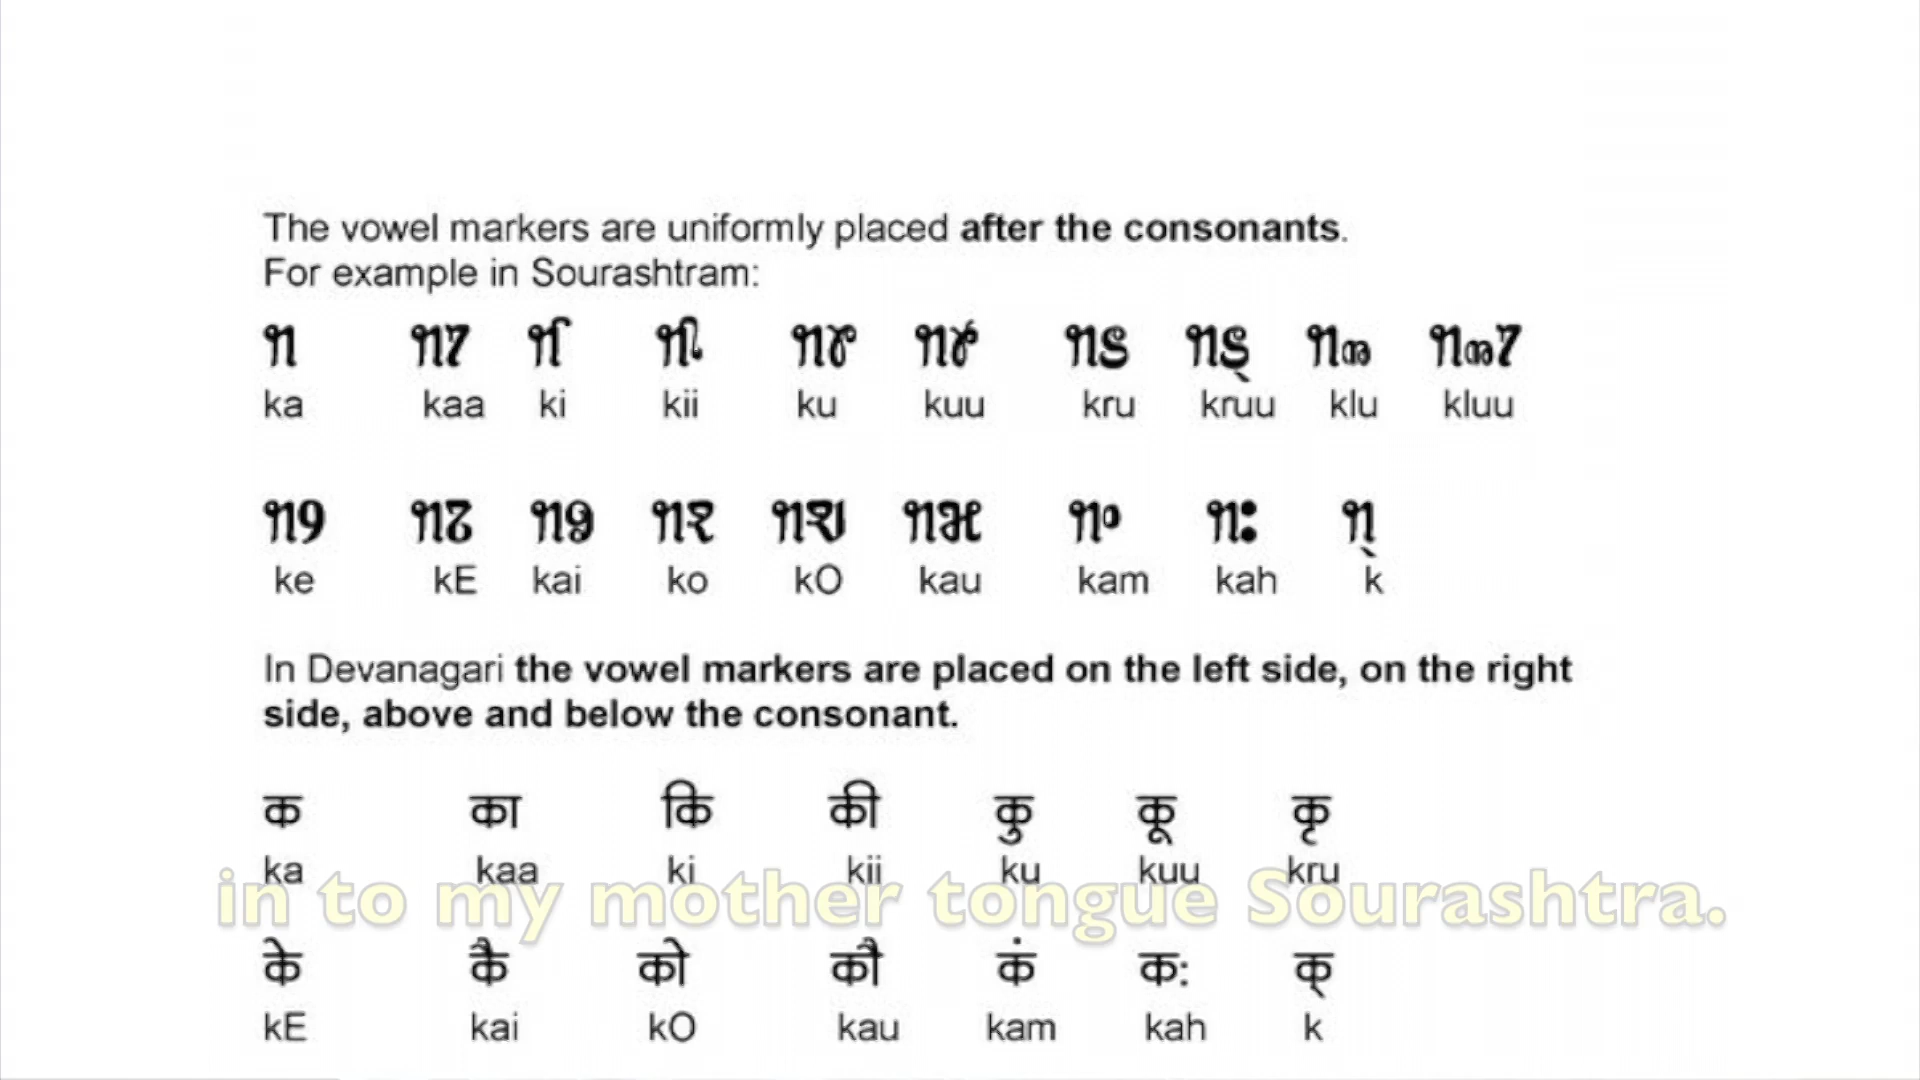 The vowel markers are uniformly placed after the consonants.
For example in Sourashtram:
ꢒ ꢒꢵ ꢒꢶ ꢒꢷ ꢒꢸ ꢒꢹ ꢒꢺ ꢒꢻ ꢒꢼ ꢒꢽ
ka kaa ki kii ku kuu kru kruu klu kluu
ꢒꢾ ꢒꢿ ꢒꣀ ꢒꣁ ꢒꣂ ꢒꣃ ꢒꢀ ꢒꢁ ꢒ꣄
ke kE kai ko kO kau kam kah k
In Devanagari the vowel markers are placed on the left side, on the right
side, above and below the consonant.
क का कि की कु कू कृ
ka kaa ki kii ku kuu kru
in to my mother tongue Sourashtra.
के कै को कौ कं कः क्
kE kai kO kau kam kah k